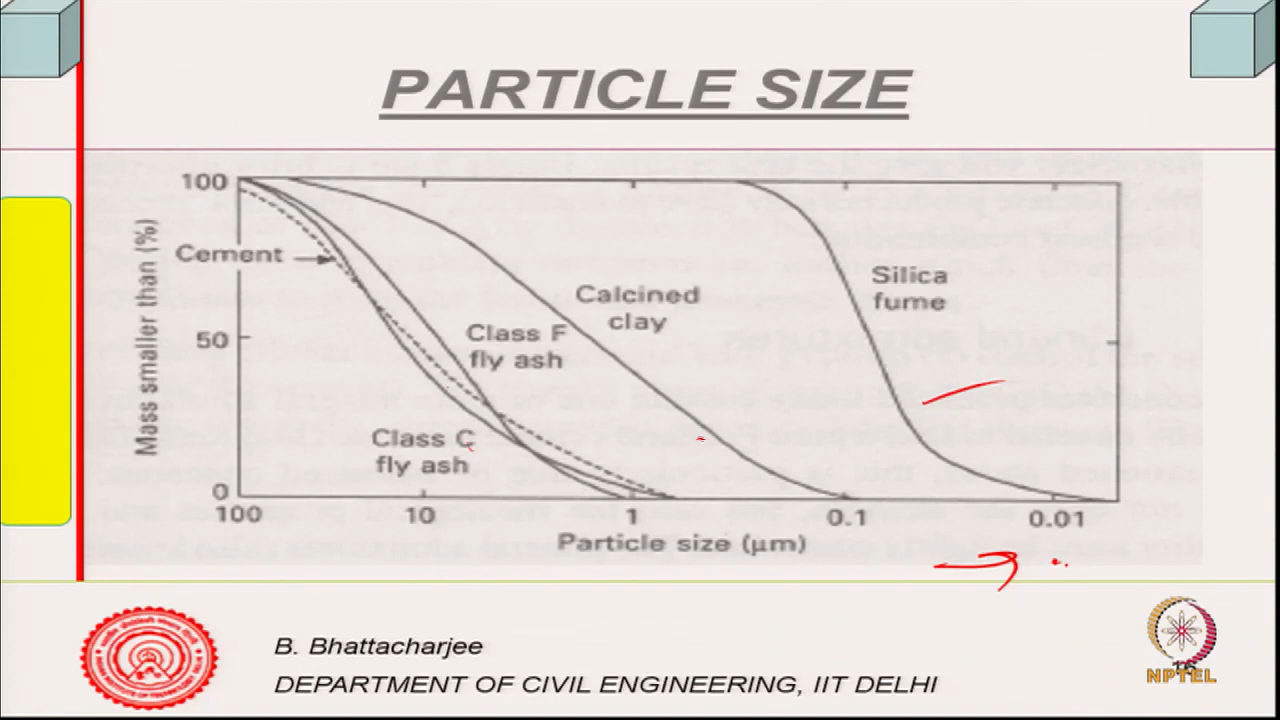 PARTICLE SIZE
100
Cement
Mass smaller than (%)
50
0
Class F
fly ash
Calcined
clay
Silica
fume
Class C
fly ash
100
10
1
0.1
0.01
Particle size (μm)
B. Bhattacharjee
DEPARTMENT OF CIVIL ENGINEERING, IIT DELHI
NPTEL